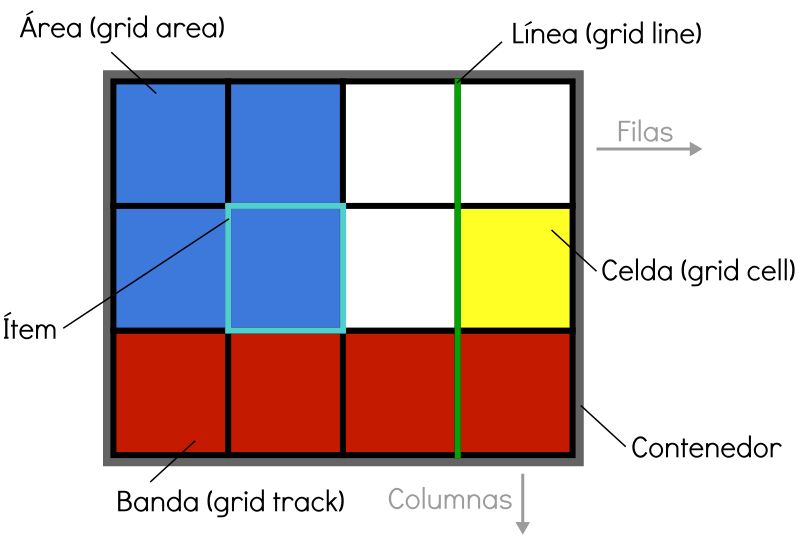 Área (grid area)
Línea (grid line)
Filas
Celda (grid cell)
Ítem
Contenedor
Banda (grid track)
Columnas